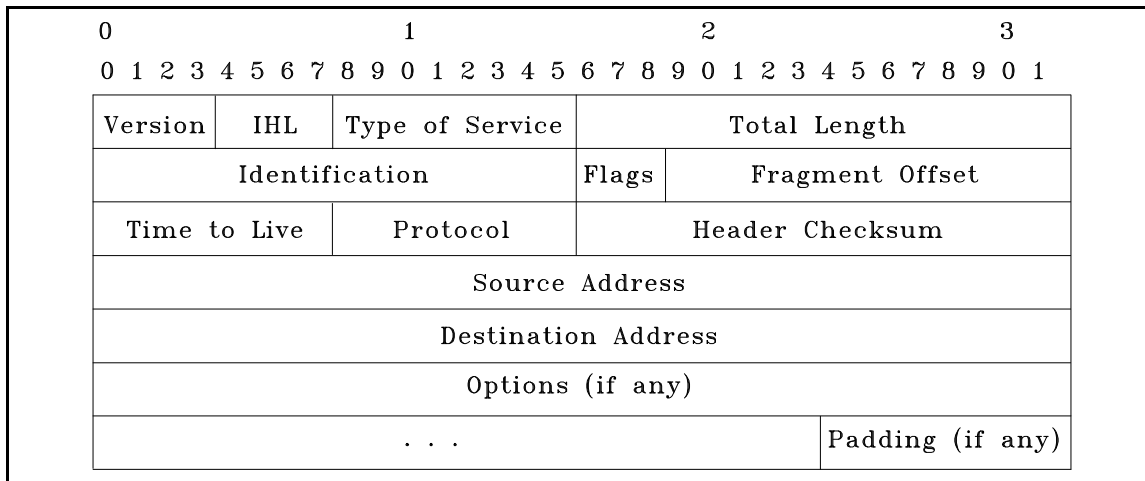 0 1 2 3
0 1 2 3 4 5 6 7 8 9 0 1 2 3 4 5 6 7 8 9 0 1 2 3 4 5 6 7 8 9 0 1
Version IHL Type of Service Total Length
Identification Flags Fragment Offset
Time to Live Protocol Header Checksum
Source Address
Destination Address
Options (if any)
. . . Padding (if any)